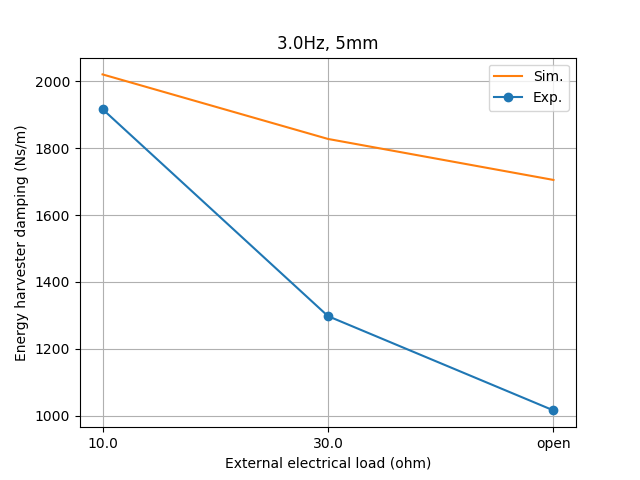 3.0Hz, 5mm
Sim.
Exp.
Energy harvester damping (Ns/m)
2000
1800
1600
1400
1200
1000
10.0 30.0 open
External electrical load (ohm)